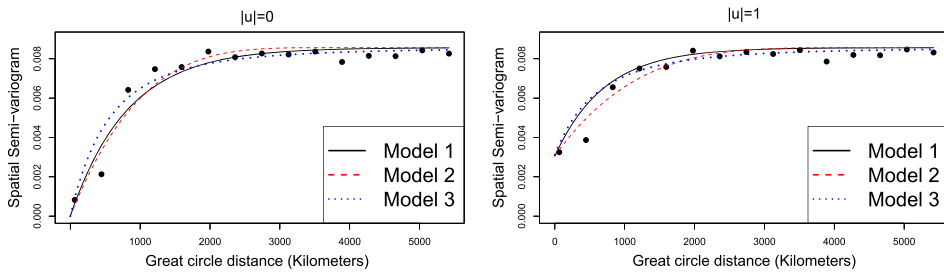 |u|=0
Spatial Semi−variogram
0.000 0.002 0.004 0.006 0.008
Model 1
Model 2
Model 3
1000 2000 3000 4000 5000
Great circle distance (Kilometers)
|u|=1
Spatial Semi−variogram
0.000 0.002 0.004 0.006 0.008
Model 1
Model 2
Model 3
0 1000 2000 3000 4000 5000
Great circle distance (Kilometers)